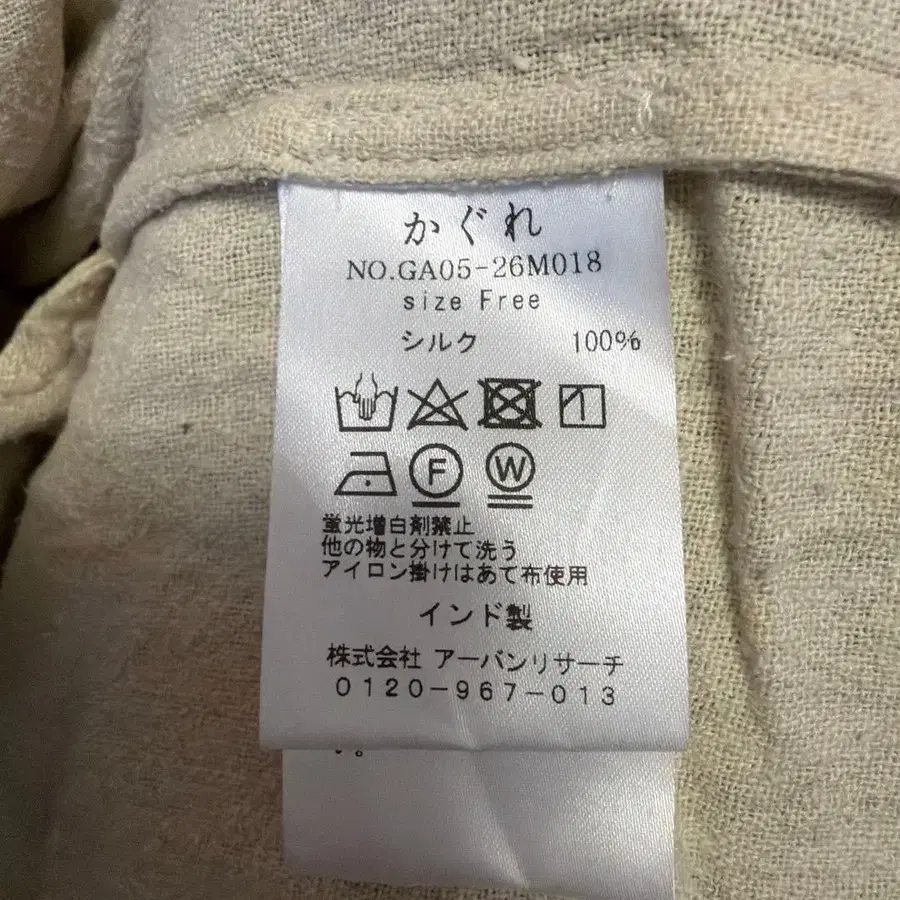 かぐれ
NO.GA05-26M018
size Free
シルク 100%
F W
蛍光増白剤禁止
他の物と分けて洗う
アイロン掛けはあて布使用
インド製
株式会社 アーバンリサーチ
0120-967-013
い。